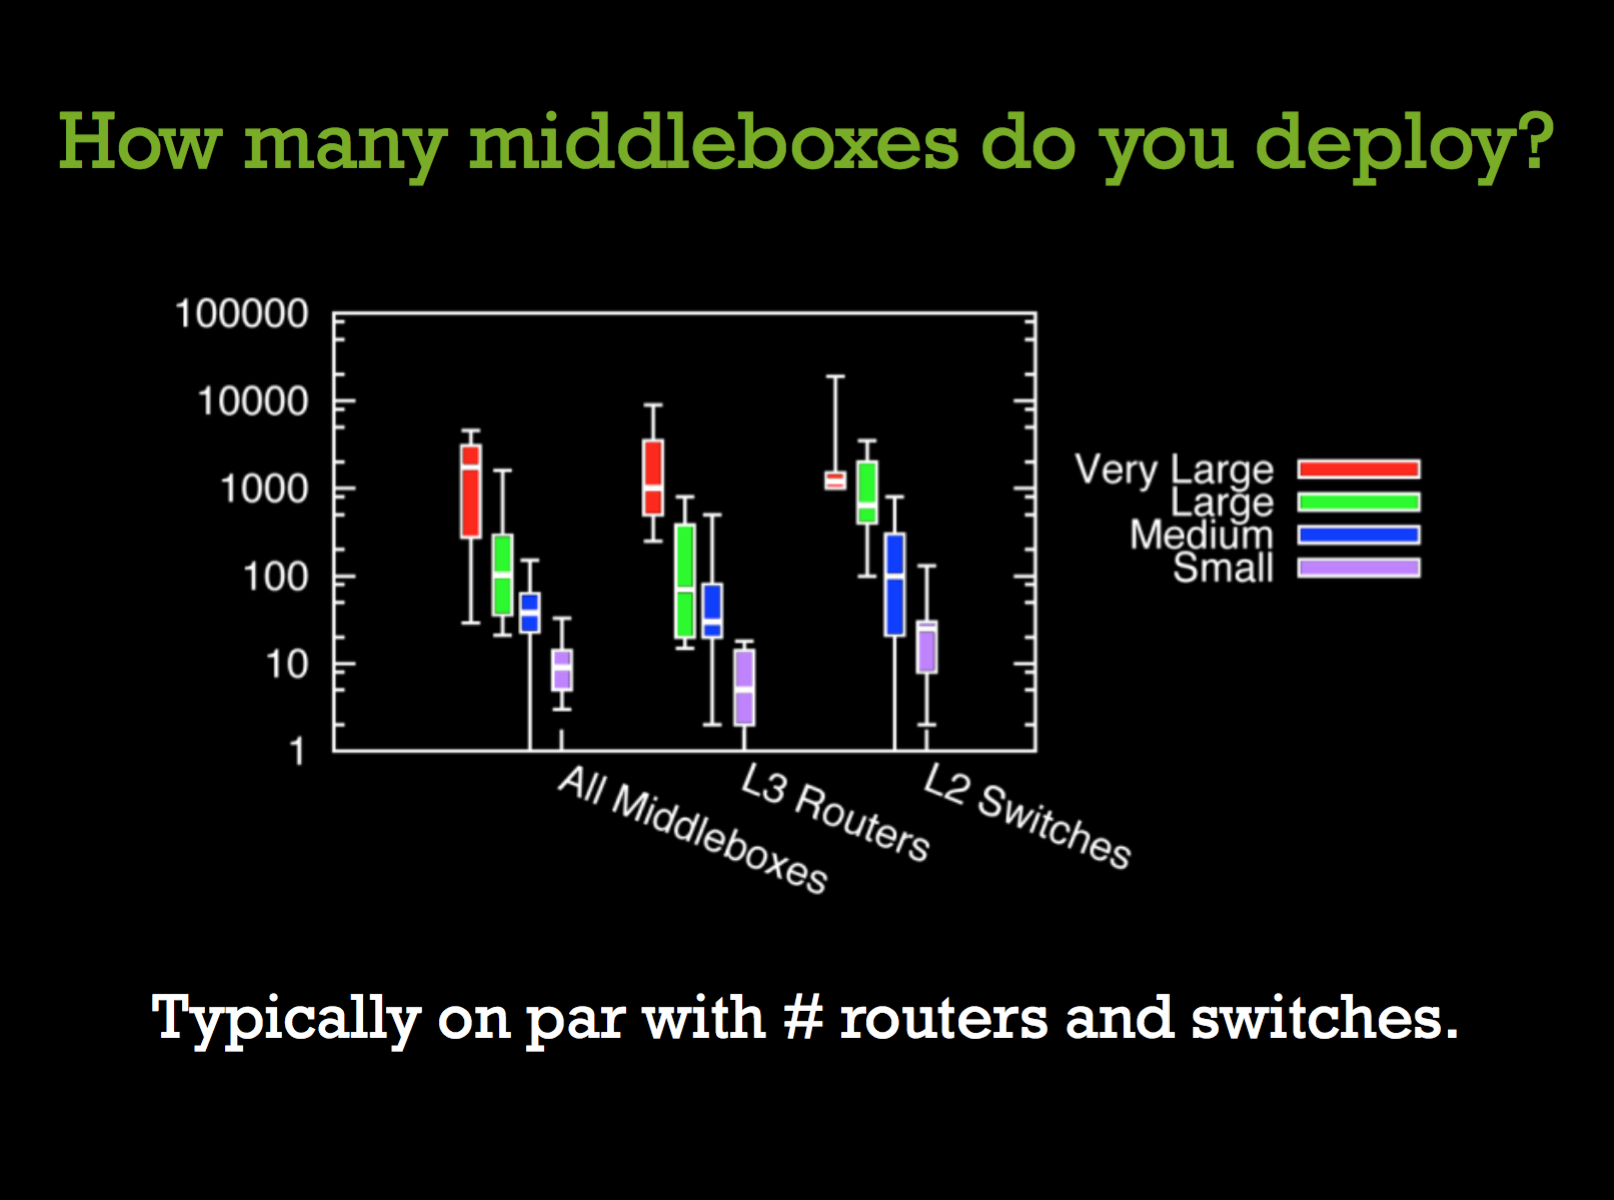 How many middleboxes do you deploy?
100000
10000
1000
100
10
1
All Middleboxes
L3 Routers
L2 Switches
Very Large
Large
Medium
Small
Typically on par with # routers and switches.